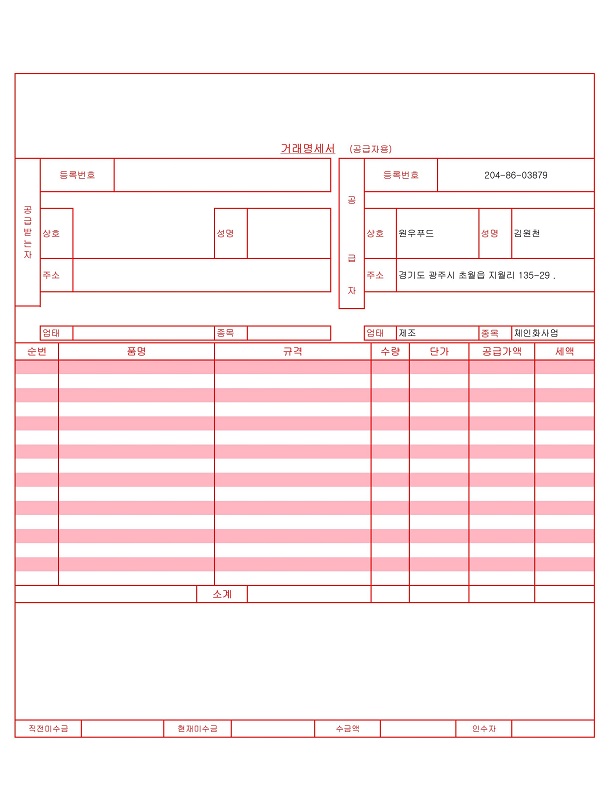 거래명세서 (공급자용)
공급받는자
등록번호
공급자
등록번호 204-86-03879
상호 성명
상호 원우푸드 성명 김원천
주소
주소 경기도 광주시 초월읍 지월리 135-29 .
업태 종목
업태 제조 종목 체인화사업
순번 품명 규격 수량 단가 공급가액 세액
소계
직전미수금 현재미수금 수금액 인수자